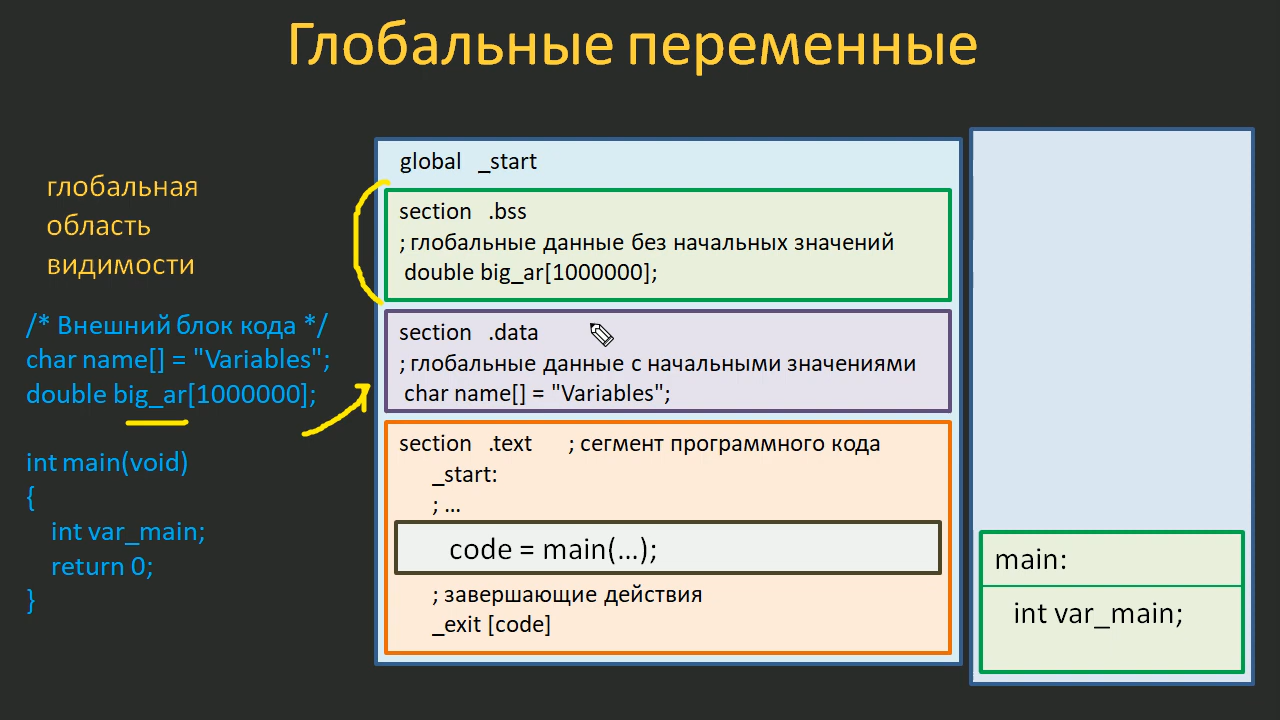 Глобальные переменные
глобальная
область
видимости
/* Внешний блок кода */
char name[] = "Variables";
double big_ar[1000000];
int main(void)
{
int var_main;
return 0;
}
global _start
section .bss
; глобальные данные без начальных значений
double big_ar[1000000];
section .data
; глобальные данные с начальными значениями
char name[] = "Variables";
section .text ; сегмент программного кода
_start:
; ...
code = main(...);
; завершающие действия
_exit [code]
main:
int var_main;